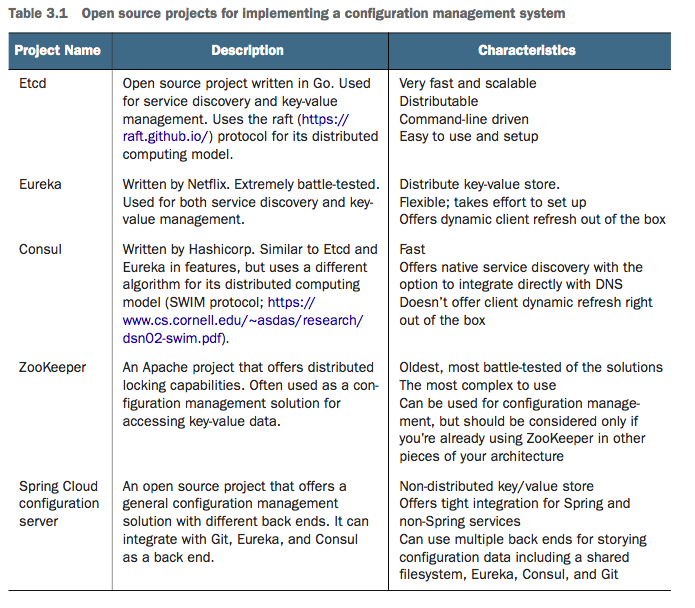 Table 3.1 Open source projects for implementing a configuration management system
Project Name
Description
Characteristics
Etcd
Open source project written in Go. Used
for service discovery and key-value
management. Uses the raft (https://
raft.github.io/) protocol for its distributed
computing model.
Very fast and scalable
Distributable
Command-line driven
Easy to use and setup
Eureka
Written by Netflix. Extremely battle-tested.
Used for both service discovery and key-
value management.
Distribute key-value store.
Flexible; takes effort to set up
Offers dynamic client refresh out of the box
Consul
Written by Hashicorp. Similar to Etcd and
Eureka in features, but uses a different
algorithm for its distributed computing
model (SWIM protocol; https://
www.cs.cornell.edu/~asdas/research/
dsn02-swim.pdf).
Fast
Offers native service discovery with the
option to integrate directly with DNS
Doesn't offer client dynamic refresh right
out of the box
ZooKeeper
An Apache project that offers distributed
locking capabilities. Often used as a con-
figuration management solution for
accessing key-value data.
Oldest, most battle-tested of the solutions
The most complex to use
Can be used for configuration manage-
ment, but should be considered only if
you're already using ZooKeeper in other
pieces of your architecture
Spring Cloud
configuration
server
An open source project that offers a
general configuration management
solution with different back ends. It can
integrate with Git, Eureka, and Consul
as a back end.
Non-distributed key/value store
Offers tight integration for Spring and
non-Spring services
Can use multiple back ends for storying
configuration data including a shared
filesystem, Eureka, Consul, and Git